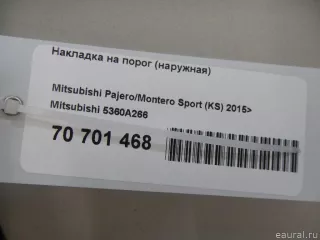 Накладка на порог (наружная)
Mitsubishi Pajero/Montero Sport (KS) 2015>
Mitsubishi 5360A266
70 701 468
eaural.ru